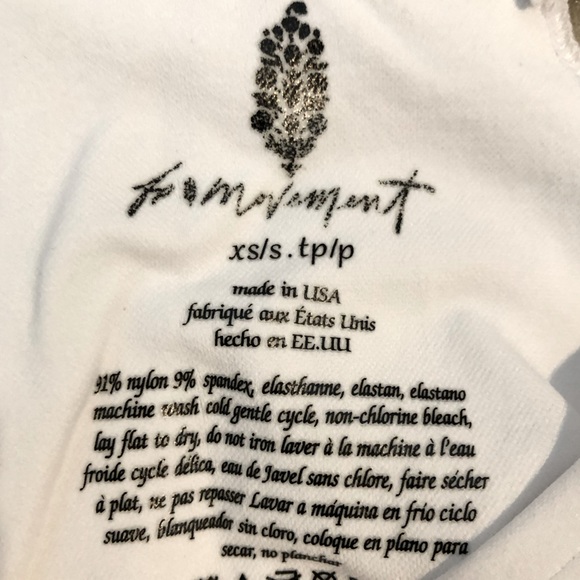 fp movement
xs/s . tp/p
made in USA
fabriqué aux États Unis
hecho en EE.UU
91% nylon 9% spandex, elasthanne, elastan, elastano
machine wash cold gentle cycle, non-chlorine bleach,
lay flat to dry, do not iron laver à la machine à l'eau
froide cycle délica, eau de Javel sans chlore, faire sécher
à plat, ne pas repasser Lavar a máquina en frío ciclo
suave, blanqueador sin cloro, coloque en plano para
secar, no planchar